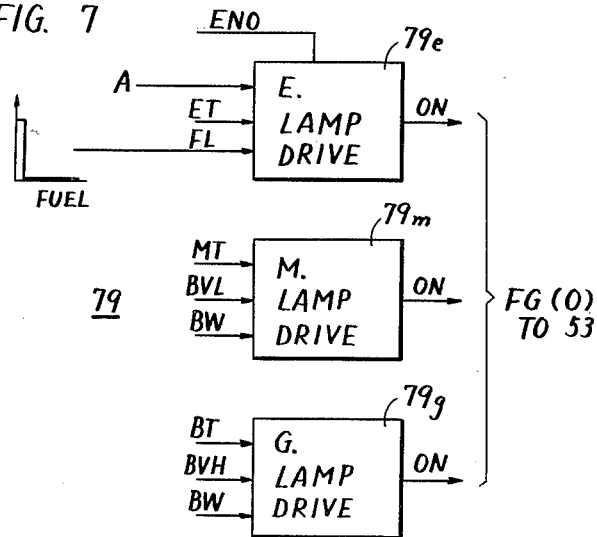 FIG. 7
ENO
79e
A
ET
FL
E.
LAMP
DRIVE
ON
FUEL
79m
79
MT
BVL
BW
M.
LAMP
DRIVE
ON
FG (O)
TO 53
79g
BT
BVH
BW
G.
LAMP
DRIVE
ON